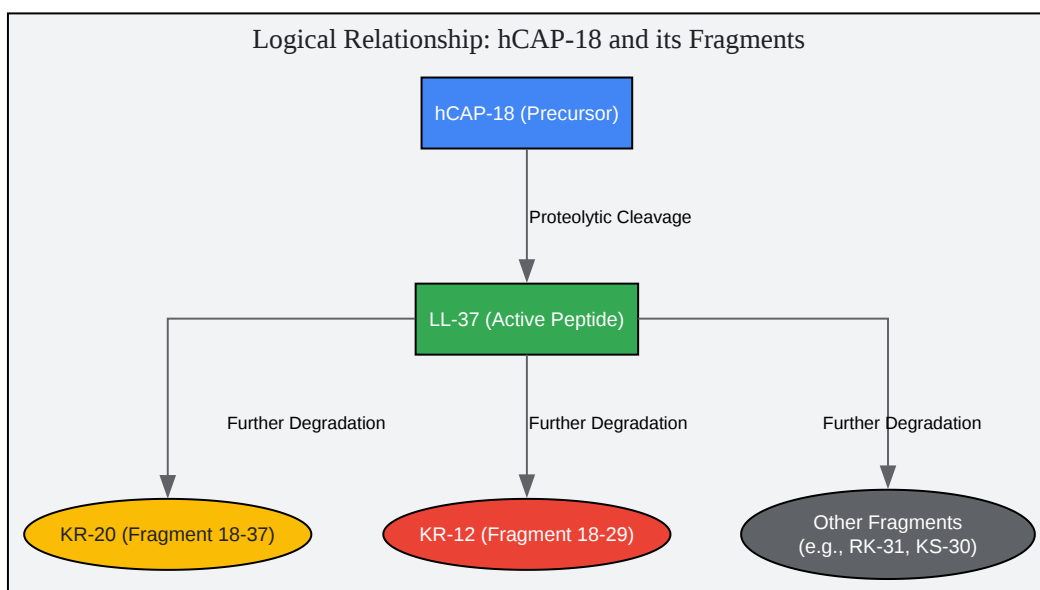 Logical Relationship: hCAP-18 and its Fragments
hCAP-18 (Precursor)
Proteolytic Cleavage
LL-37 (Active Peptide)
Further Degradation
Further Degradation
Further Degradation
KR-20 (Fragment 18-37)
KR-12 (Fragment 18-29)
Other Fragments
(e.g., RK-31, KS-30)